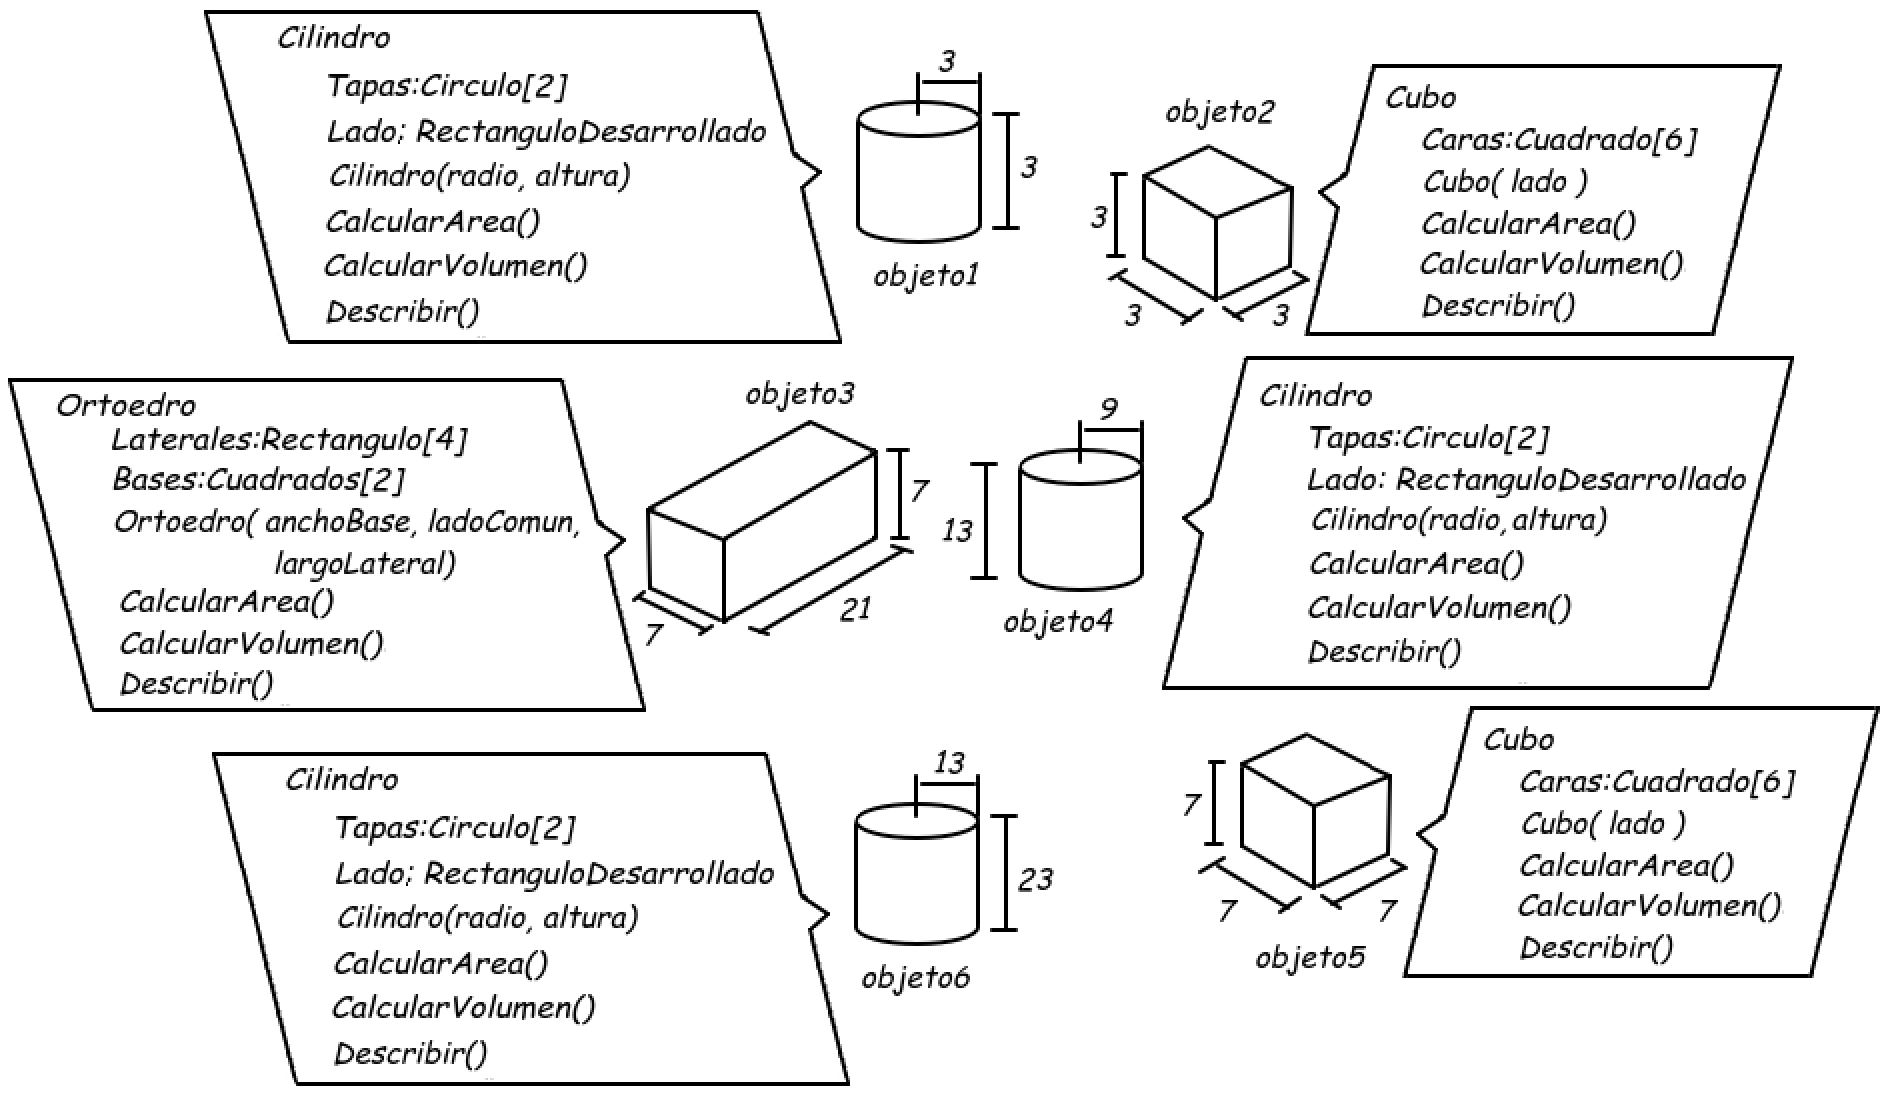 Cilindro
Tapas:Circulo[2]
Lado; RectanguloDesarrollado
Cilindro(radio, altura)
CalcularArea()
CalcularVolumen()
Describir()
3
3
objeto1
objeto2
3
3
3
Cubo
Caras:Cuadrado[6]
Cubo( lado )
CalcularArea()
CalcularVolumen()
Describir()
Ortoedro
Laterales:Rectangulo[4]
Bases:Cuadrados[2]
Ortoedro( anchoBase, ladoComun,
largoLateral)
CalcularArea()
CalcularVolumen()
Describir()
objeto3
7
21
7
9
13
objeto4
Cilindro
Tapas:Circulo[2]
Lado: RectanguloDesarrollado
Cilindro(radio, altura)
CalcularArea()
CalcularVolumen()
Describir()
Cilindro
Tapas:Circulo[2]
Lado; RectanguloDesarrollado
Cilindro(radio, altura)
CalcularArea()
CalcularVolumen()
Describir()
13
23
objeto6
7
7
7
objeto5
Cubo
Caras:Cuadrado[6]
Cubo( lado )
CalcularArea()
CalcularVolumen()
Describir()